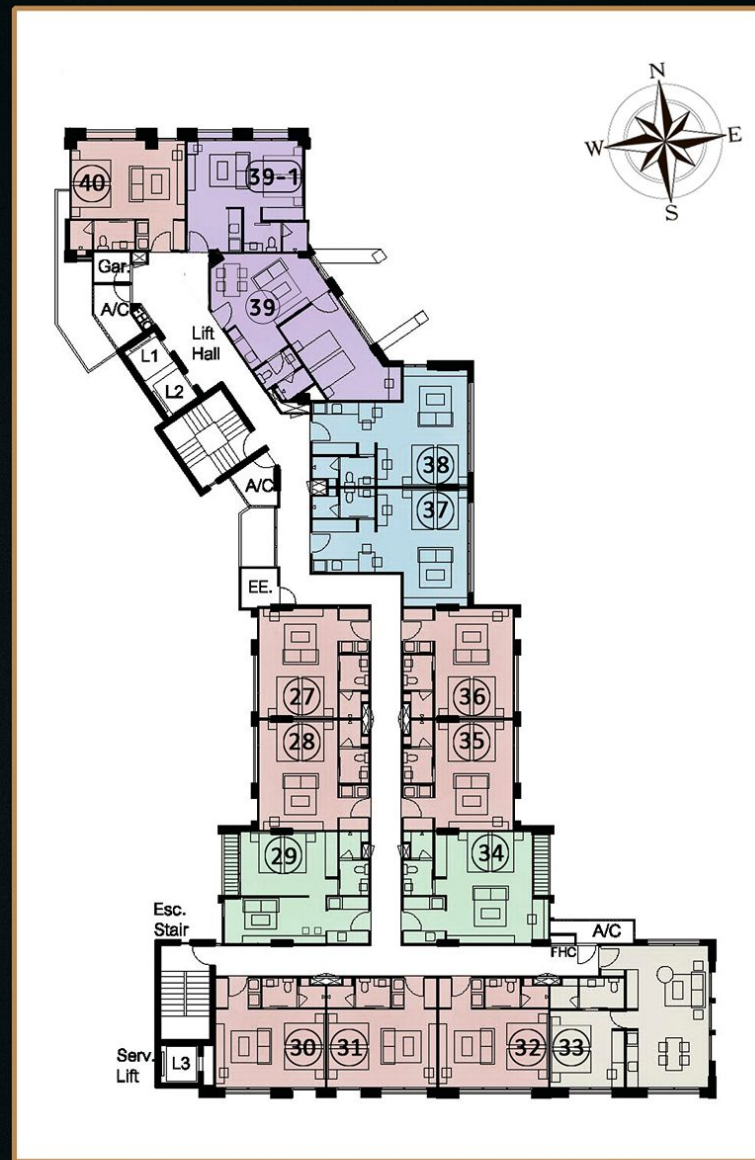 N
W
E
S
40
39-1
Gar.
A/C
39
Lift
Hall
L1
L2
38
A/C
37
EE.
27
36
28
35
29
34
Esc.
Stair
A/C
FHC
30
31
32
33
Serv.
Lift
L3